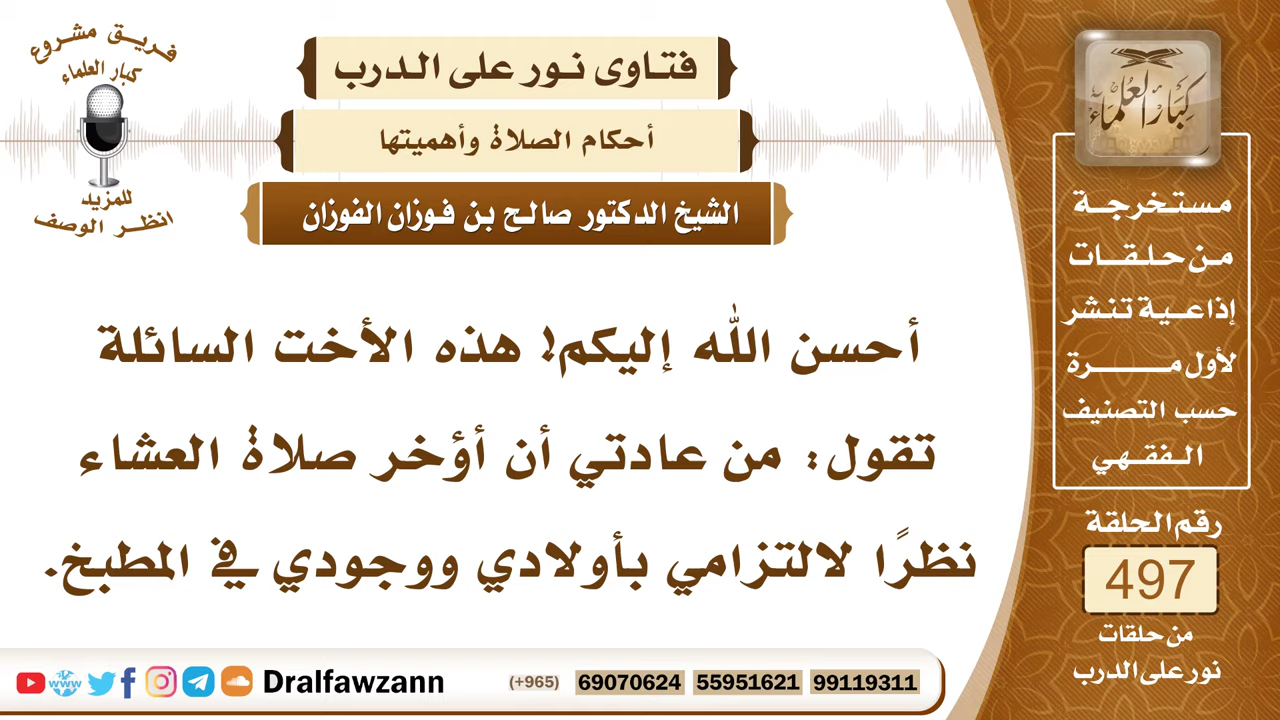 فريق مشروع
كبار العلماء
للمزيد
انظر الوصف
فتاوى نور على الدرب
أحكام الصلاة وأهميتها
الشيخ الدكتور صالح بن فوزان الفوزان
أحسن الله إليكم! هذه الأخت السائلة
تقول: من عادتي أن أؤخر صلاة العشاء
نظرًا لالتزامي بأولادي ووجودي في المطبخ.
كبار العلماء
مستخرجة
من حلقات
إذاعية تنشر
لأول مرة
حسب التصنيف
الفقهي
رقم الحلقة
497
من حلقات
نور على الدرب
www
Dralfawzann (+965) 69070624 55951621 99119311